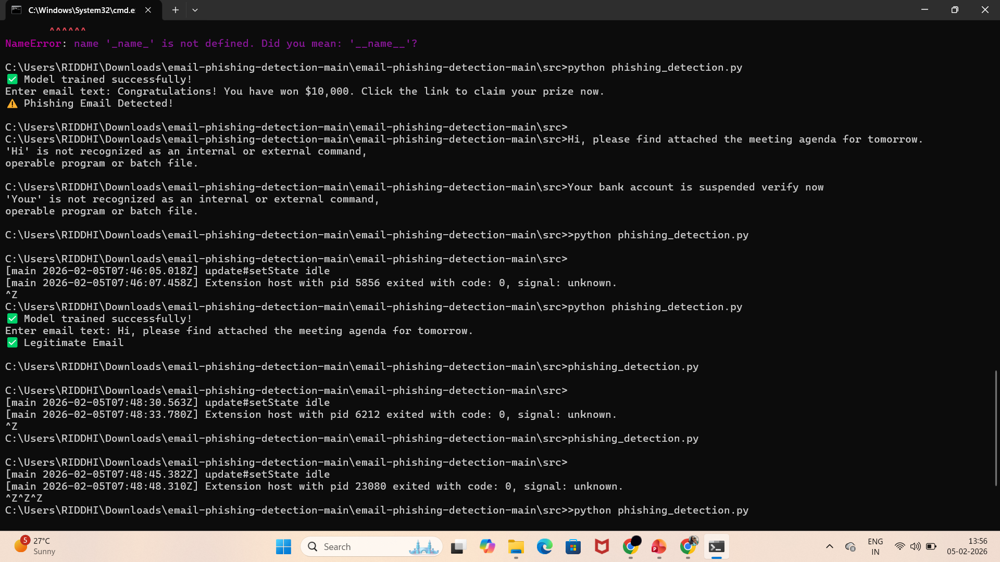 C:\Windows\System32\cmd.e
^^^^^^
NameError: name '_name_' is not defined. Did you mean: '__name__'?
C:\Users\RIDDHI\Downloads\email-phishing-detection-main\email-phishing-detection-main\src>python phishing_detection.py
✅ Model trained successfully!
Enter email text: Congratulations! You have won $10,000. Click the link to claim your prize now.
⚠️ Phishing Email Detected!
C:\Users\RIDDHI\Downloads\email-phishing-detection-main\email-phishing-detection-main\src>
C:\Users\RIDDHI\Downloads\email-phishing-detection-main\email-phishing-detection-main\src>Hi, please find attached the meeting agenda for tomorrow.
'Hi' is not recognized as an internal or external command,
operable program or batch file.
C:\Users\RIDDHI\Downloads\email-phishing-detection-main\email-phishing-detection-main\src>Your bank account is suspended verify now
'Your' is not recognized as an internal or external command,
operable program or batch file.
C:\Users\RIDDHI\Downloads\email-phishing-detection-main\email-phishing-detection-main\src>>python phishing_detection.py
C:\Users\RIDDHI\Downloads\email-phishing-detection-main\email-phishing-detection-main\src>
[main 2026-02-05T07:46:05.018Z] update#setState idle
[main 2026-02-05T07:46:07.458Z] Extension host with pid 5856 exited with code: 0, signal: unknown.
^Z
C:\Users\RIDDHI\Downloads\email-phishing-detection-main\email-phishing-detection-main\src>python phishing_detection.py
✅ Model trained successfully!
Enter email text: Hi, please find attached the meeting agenda for tomorrow.
✅ Legitimate Email
C:\Users\RIDDHI\Downloads\email-phishing-detection-main\email-phishing-detection-main\src>phishing_detection.py
C:\Users\RIDDHI\Downloads\email-phishing-detection-main\email-phishing-detection-main\src>
[main 2026-02-05T07:48:30.563Z] update#setState idle
[main 2026-02-05T07:48:33.780Z] Extension host with pid 6212 exited with code: 0, signal: unknown.
^Z
C:\Users\RIDDHI\Downloads\email-phishing-detection-main\email-phishing-detection-main\src>phishing_detection.py
C:\Users\RIDDHI\Downloads\email-phishing-detection-main\email-phishing-detection-main\src>
[main 2026-02-05T07:48:45.382Z] update#setState idle
[main 2026-02-05T07:48:48.310Z] Extension host with pid 23080 exited with code: 0, signal: unknown.
^Z^Z^Z
C:\Users\RIDDHI\Downloads\email-phishing-detection-main\email-phishing-detection-main\src>>python phishing_detection.py
5
27°C
Sunny
Search
P
ENG
IN
13:56
05-02-2026